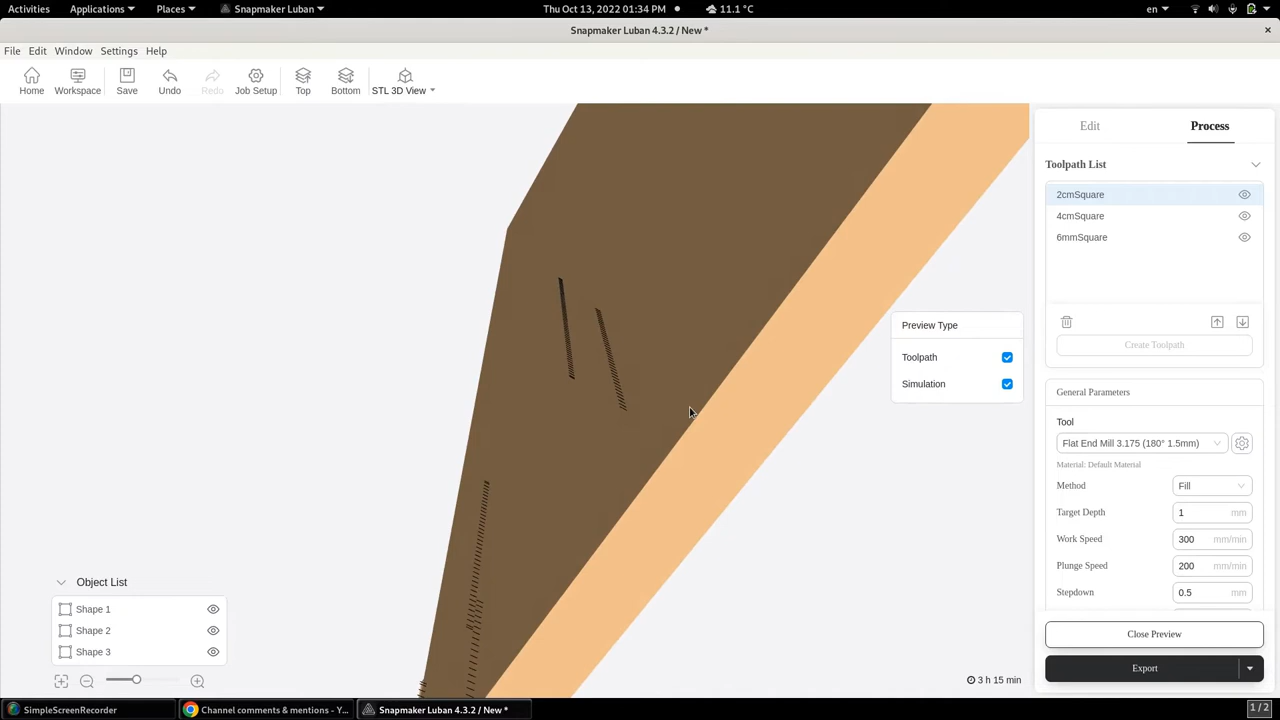 Activities Applications Places Snapmaker Luban Thu Oct 13, 2022 01:34 PM 11.1 °C en
Snapmaker Luban 4.3.2 / New * ×
File Edit Window Settings Help
Home Workspace Save Undo Redo Job Setup Top Bottom STL 3D View
Edit Process
Toolpath List
2cmSquare
4cmSquare
6mmSquare
Create Toolpath
Preview Type
Toolpath
Simulation
General Parameters
Tool
Flat End Mill 3.175 (180° 1.5mm)
Material: Default Material
Method Fill
Target Depth 1 mm
Work Speed 300 mm/min
Plunge Speed 200 mm/min
Stepdown 0.5 mm
Object List
Shape 1
Shape 2
Shape 3
3 h 15 min
Close Preview
Export
SimpleScreenRecorder Channel comments & mentions - Y... Snapmaker Luban 4.3.2 / New * 1 / 2